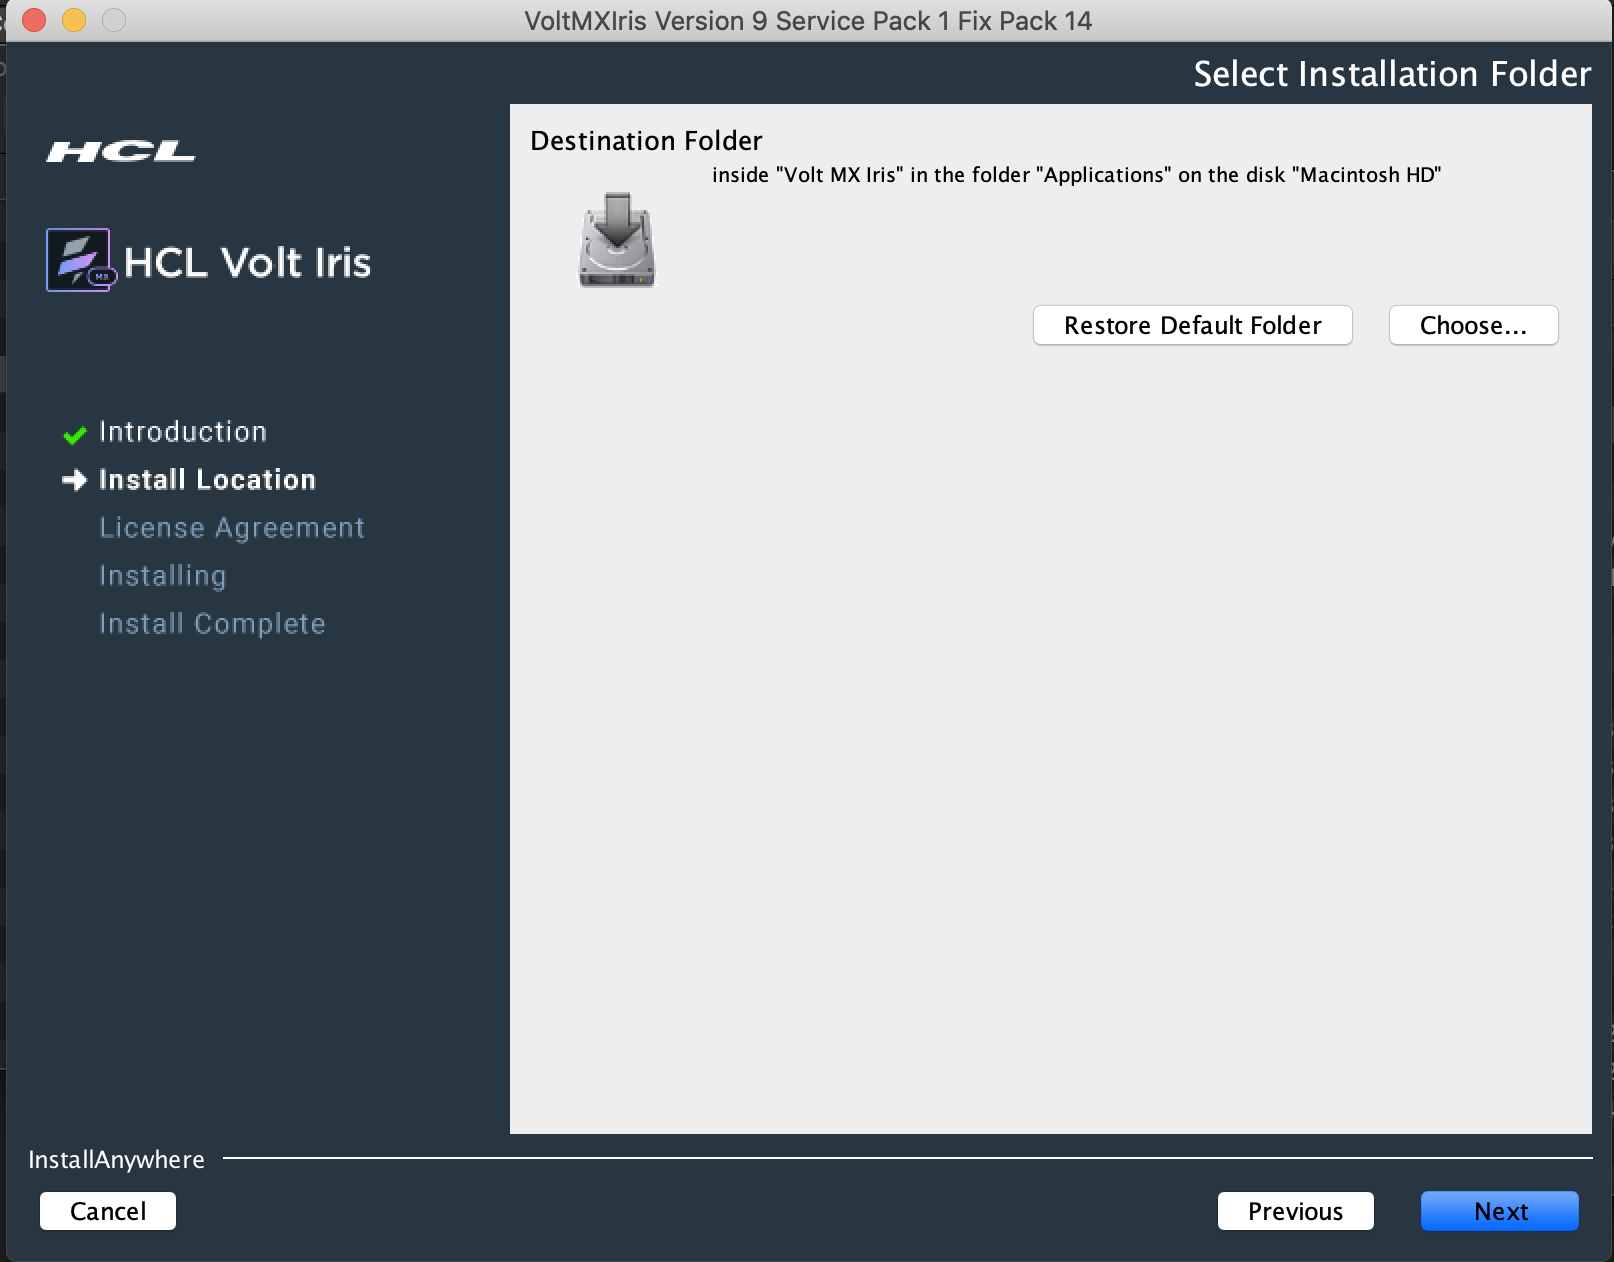 VoltMXIris Version 9 Service Pack 1 Fix Pack 14
Select Installation Folder
HCL
MX
HCL Volt Iris
Introduction
Install Location
License Agreement
Installing
Install Complete
Destination Folder
inside "Volt MX Iris" in the folder "Applications" on the disk "Macintosh HD"
Restore Default Folder
Choose...
InstallAnywhere
Cancel
Previous
Next